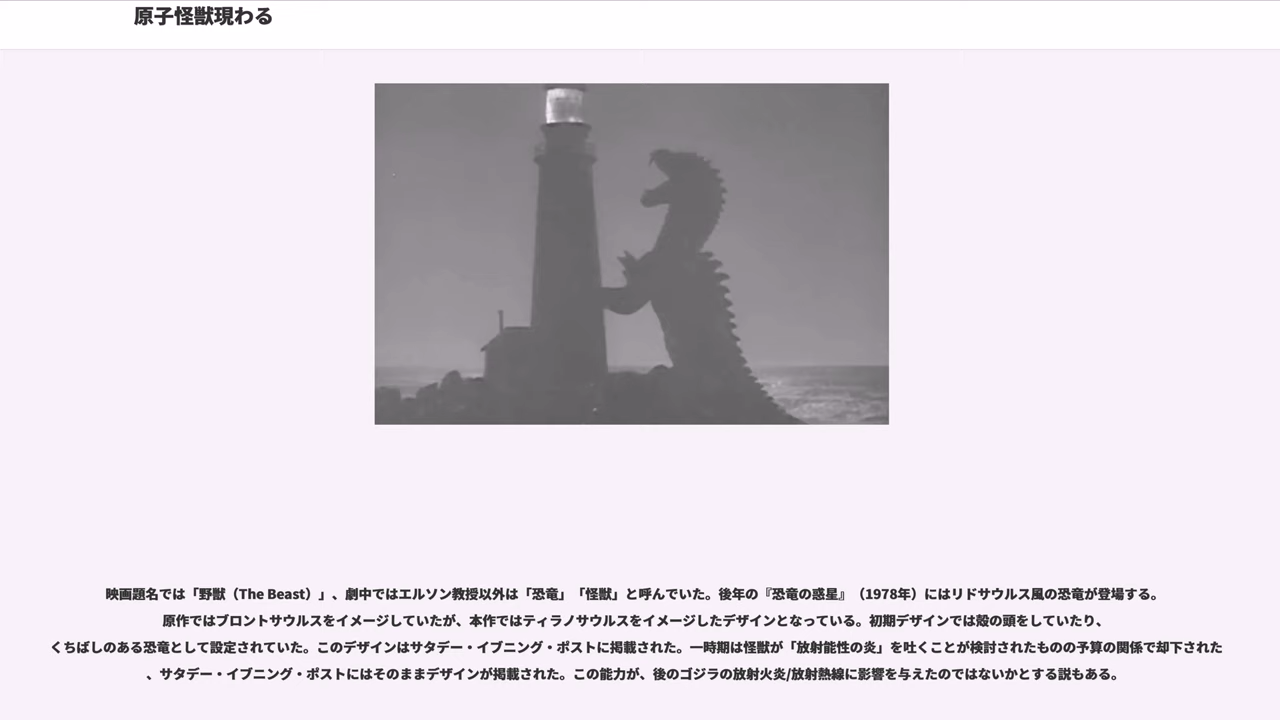 原子怪獣現わる
映画題名では「野獣（The Beast）」、劇中ではエルソン教授以外は「恐竜」「怪獣」と呼んでいた。後年の『恐竜の惑星』（1978年）にはリドサウルス風の恐竜が登場する。
原作ではブロントサウルスをイメージしていたが、本作ではティラノサウルスをイメージしたデザインとなっている。初期デザインでは殻の頭をしていたり、
くちばしのある恐竜として設定されていた。このデザインはサタデー・イブニング・ポストに掲載された。一時期は怪獣が「放射能性の炎」を吐くことが検討されたものの予算の関係で却下された
、サタデー・イブニング・ポストにはそのままデザインが掲載された。この能力が、後のゴジラの放射火炎/放射熱線に影響を与えたのではないかとする説もある。